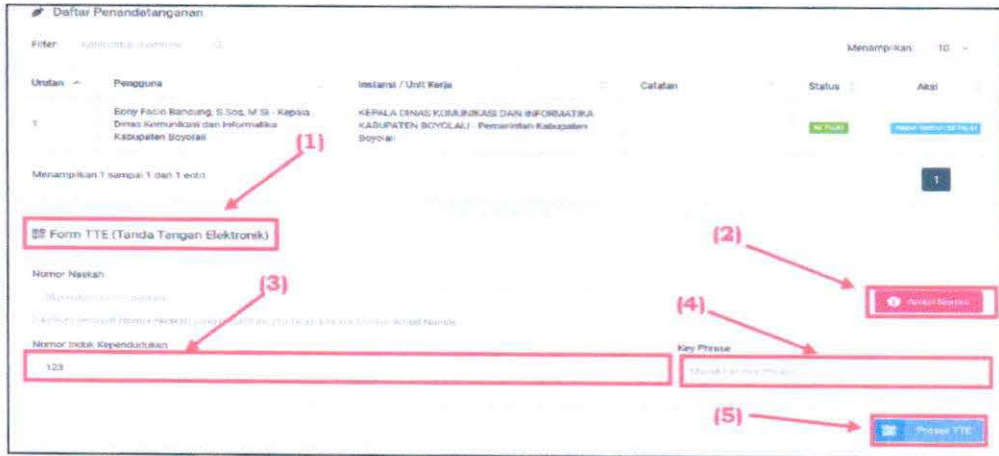 Daftar Penandatanganan
Filter:
Menampilkan: 10
Urutan Pengguna Instansi / Unit Kerja Catatan Status Aksi
1 Bony Facio Bandung, S.Sos, M.Si - Kepala Dinas Komunikasi dan Informatika Kabupaten Boyolali
KEPALA DINAS KOMUNIKASI DAN INFORMATIKA KABUPATEN BOYOLALI - Pemerintah Kabupaten Boyolali
(1)
Menampilkan 1 sampai 1 dari 1 entri
1
Form TTE (Tanda Tangan Elektronik)
(2)
Nomor Naskah
(3)
Ambil Nomor
(4)
Nomor Induk Kependudukan
Key Phrase
123
(5)
Proses TTE